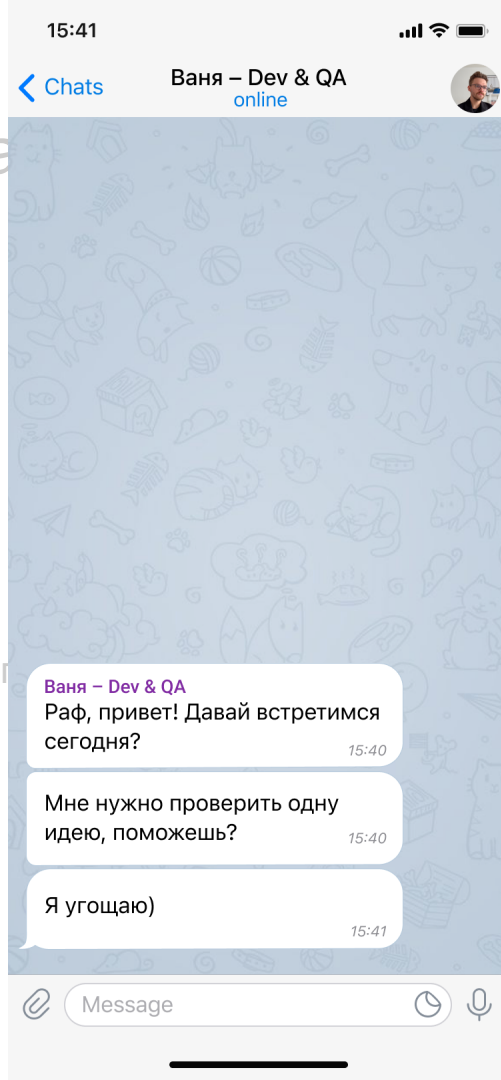 15:41
Chats
Ваня – Dev & QA
online
Ваня – Dev & QA
Раф, привет! Давай встретимся
сегодня?
15:40
Мне нужно проверить одну
идею, поможешь?
15:40
Я угощаю)
15:41
Message